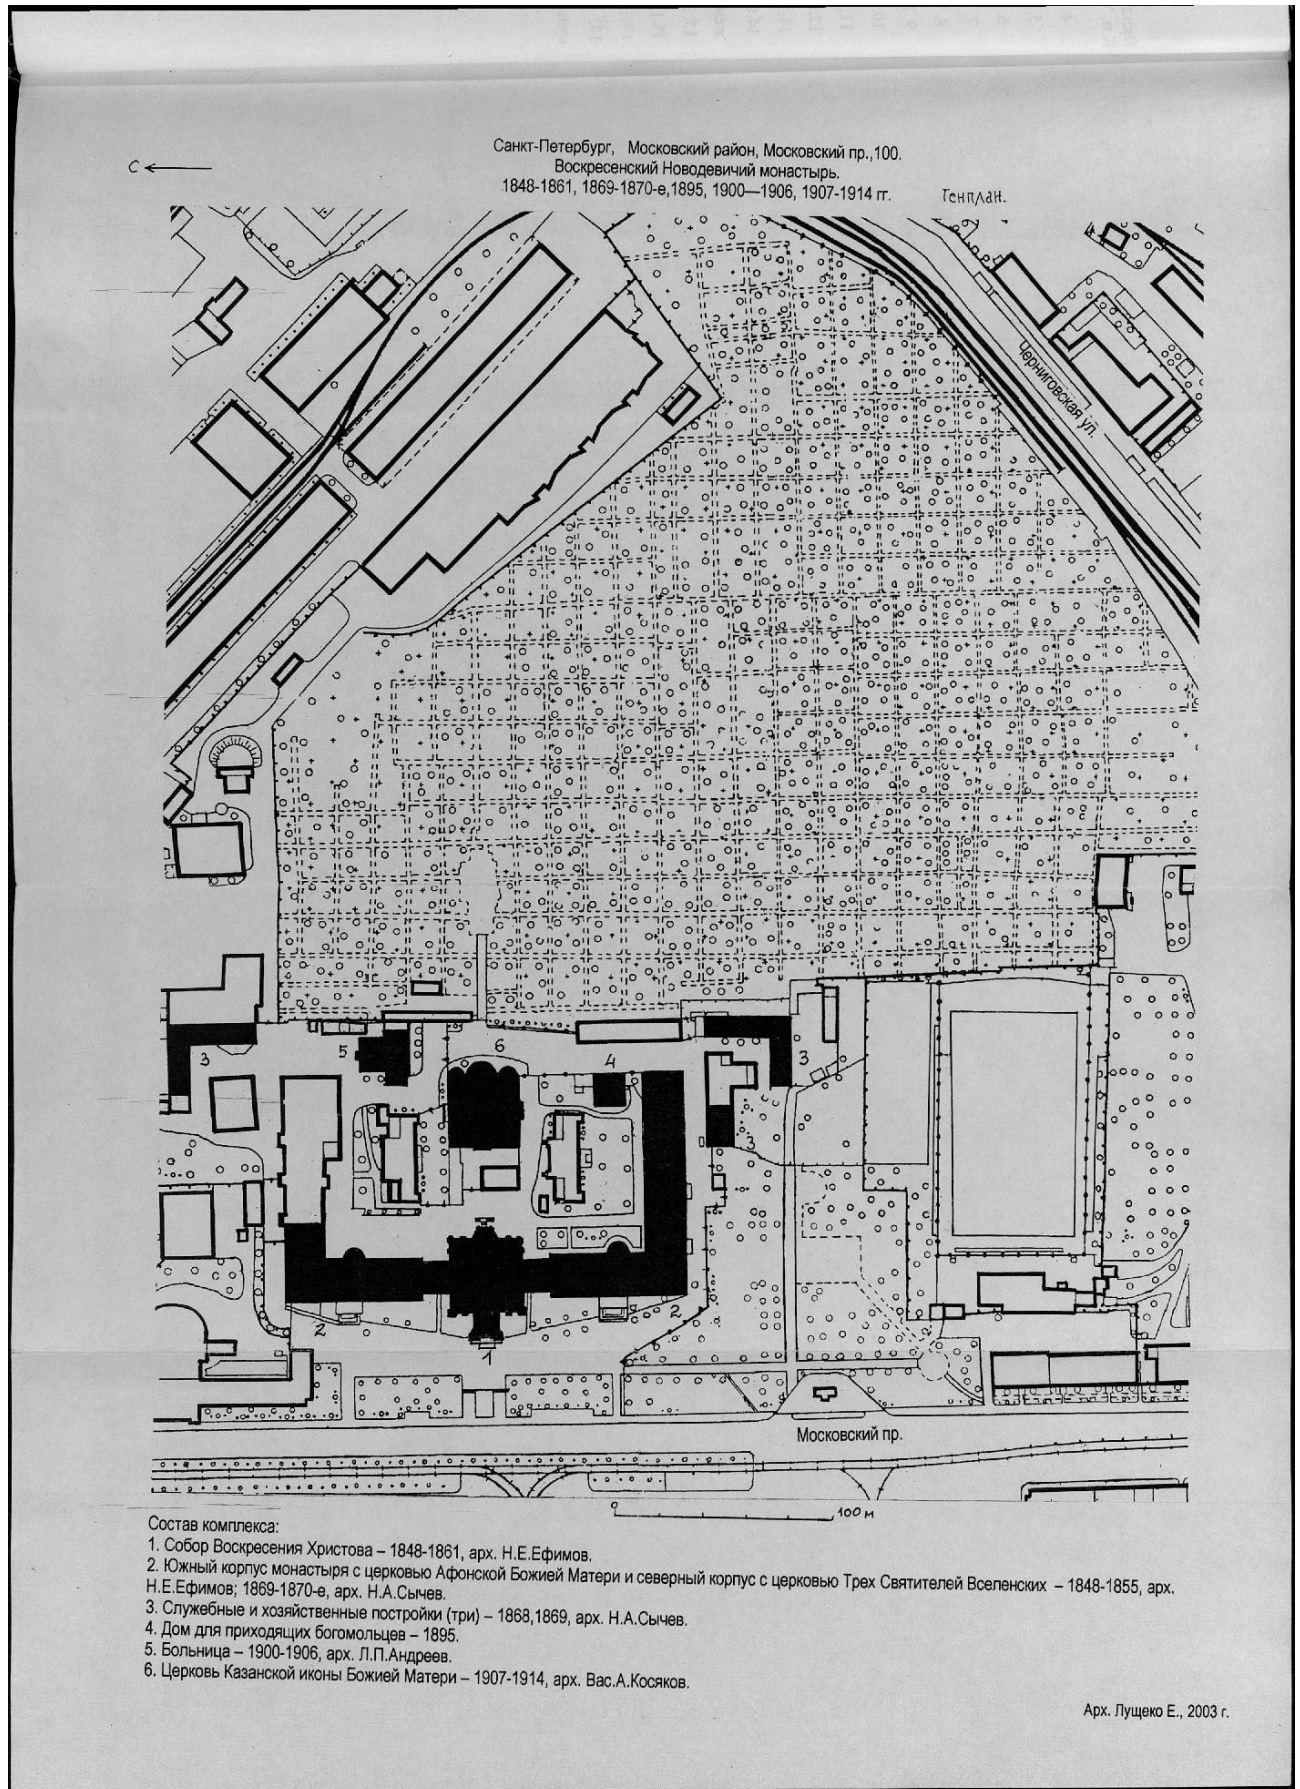 Санкт-Петербург, Московский район, Московский пр.,100.
С
Воскресенский Новодевичий монастырь.
1848-1861, 1869-1870-е,1895, 1900—1906, 1907-1914 гг.
Генплан.
Черниговская ул.
3
5
6
4
3
3
2
2
1
Московский пр.
0
100 м
Состав комплекса:
1. Собор Воскресения Христова – 1848-1861, арх. Н.Е.Ефимов.
2. Южный корпус монастыря с церковью Афонской Божией Матери и северный корпус с церковью Трех Святителей Вселенских – 1848-1855, арх.
Н.Е.Ефимов; 1869-1870-е, арх. Н.А.Сычев.
3. Служебные и хозяйственные постройки (три) – 1868,1869, арх. Н.А.Сычев.
4. Дом для приходящих богомольцев – 1895.
5. Больница – 1900-1906, арх. Л.П.Андреев.
6. Церковь Казанской иконы Божией Матери – 1907-1914, арх. Вас.А.Косяков.
Арх. Лущеко Е., 2003 г.